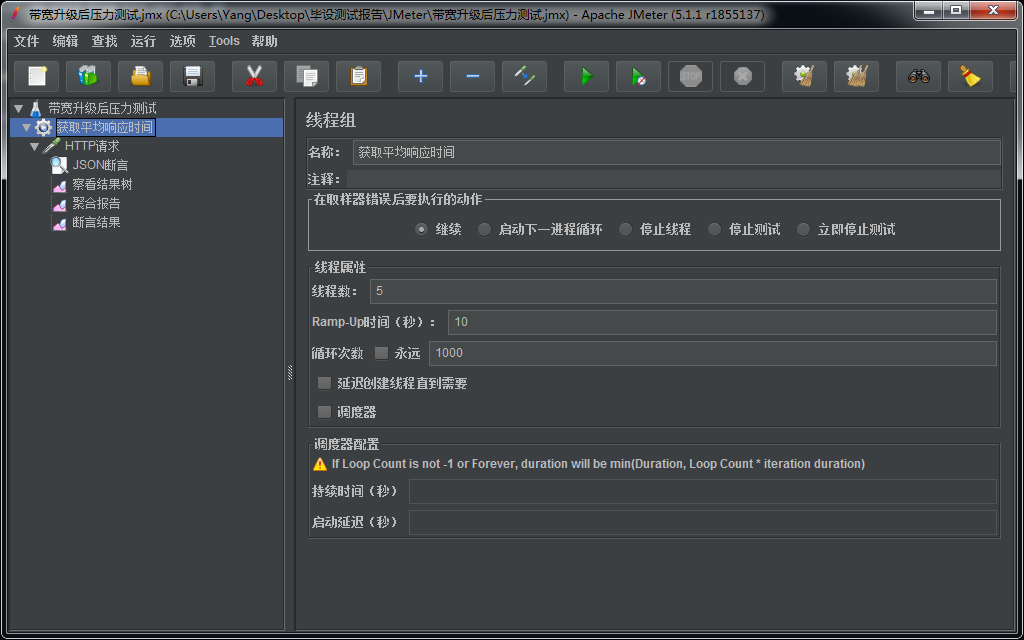 带宽升级后压力测试.jmx (C:\Users\Yang\Desktop\毕设测试报告\JMeter\带宽升级后压力测试.jmx) - Apache JMeter (5.1.1 r1855137)
文件 编辑 查找 运行 选项 Tools 帮助
STOP
带宽升级后压力测试
获取平均响应时间
HTTP请求
JSON断言
察看结果树
聚合报告
断言结果
线程组
名称： 获取平均响应时间
注释：
在取样器错误后要执行的动作
继续 启动下一进程循环 停止线程 停止测试 立即停止测试
线程属性
线程数： 5
Ramp-Up时间（秒）： 10
循环次数 永远 1000
延迟创建线程直到需要
调度器
调度器配置
If Loop Count is not -1 or Forever, duration will be min(Duration, Loop Count * iteration duration)
持续时间（秒）
启动延迟（秒）